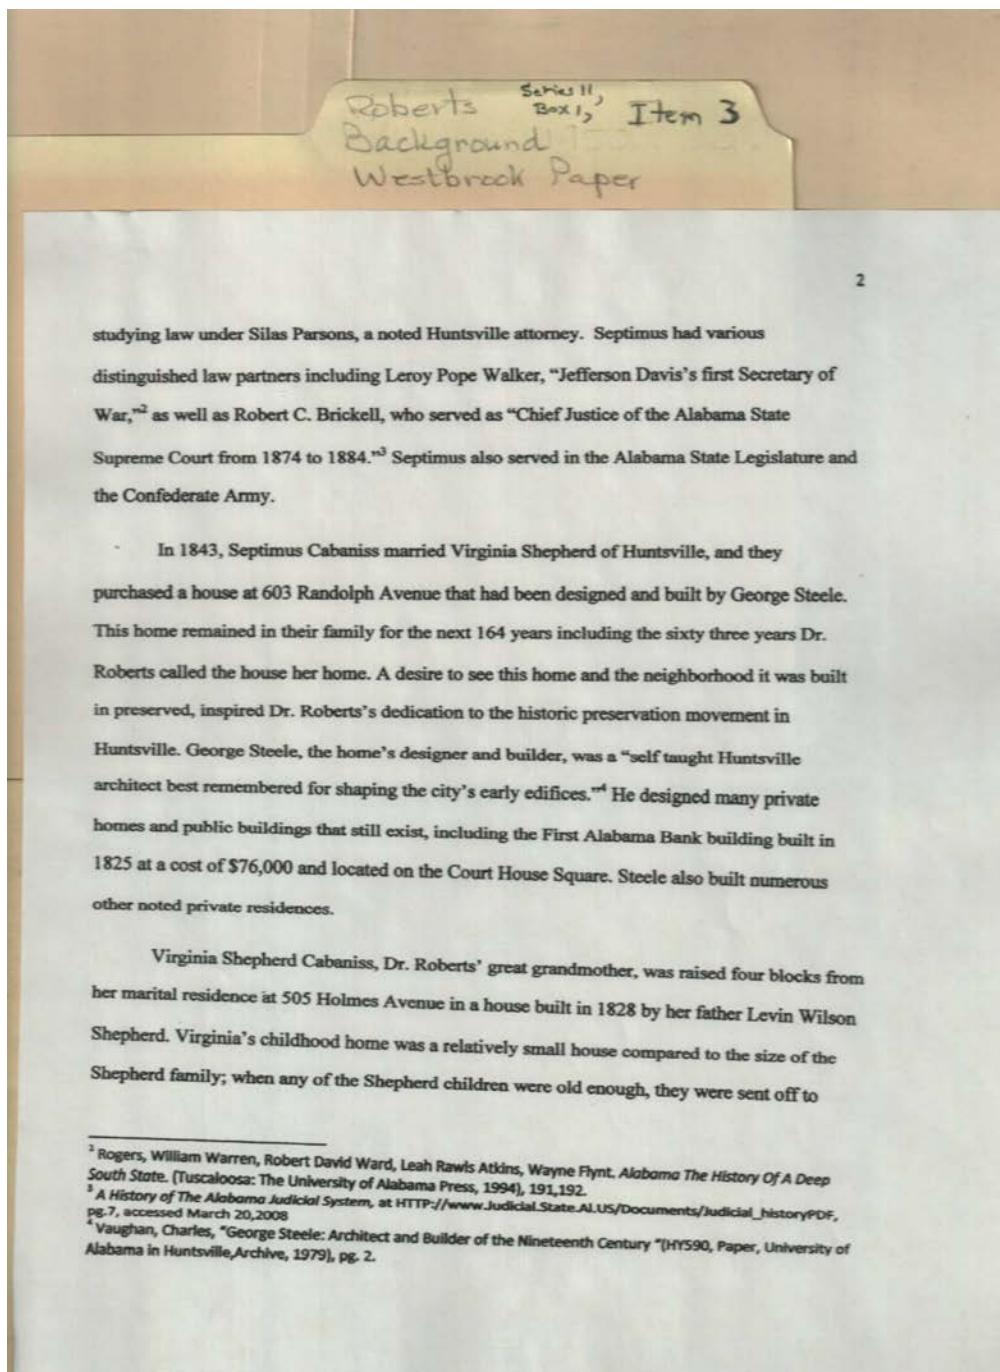 Roberts Series II, Box 1, Item 3
Background
Westbrook Paper
2
studying law under Silas Parsons, a noted Huntsville attorney.  Septimus had various
distinguished law partners including Leroy Pope Walker, “Jefferson Davis’s first Secretary of
War,”2 as well as Robert C. Brickell, who served as “Chief Justice of the Alabama State
Supreme Court from 1874 to 1884.”3 Septimus also served in the Alabama State Legislature and
the Confederate Army.
In 1843, Septimus Cabaniss married Virginia Shepherd of Huntsville, and they
purchased a house at 603 Randolph Avenue that had been designed and built by George Steele.
This home remained in their family for the next 164 years including the sixty three years Dr.
Roberts called the house her home. A desire to see this home and the neighborhood it was built
in preserved, inspired Dr. Roberts’s dedication to the historic preservation movement in
Huntsville. George Steele, the home’s designer and builder, was a “self taught Huntsville
architect best remembered for shaping the city’s early edifices.”4 He designed many private
homes and public buildings that still exist, including the First Alabama Bank building built in
1825 at a cost of $76,000 and located on the Court House Square. Steele also built numerous
other noted private residences.
Virginia Shepherd Cabaniss, Dr. Roberts’ great grandmother, was raised four blocks from
her marital residence at 505 Holmes Avenue in a house built in 1828 by her father Levin Wilson
Shepherd. Virginia’s childhood home was a relatively small house compared to the size of the
Shepherd family; when any of the Shepherd children were old enough, they were sent off to
2 Rogers, William Warren, Robert David Ward, Leah Rawls Atkins, Wayne Flynt. Alabama The History Of A Deep
South State. (Tuscaloosa: The University of Alabama Press, 1994), 191,192.
3 A History of The Alabama Judicial System, at HTTP://www.Judicial.State.Al.US/Documents/Judicial_historyPDF,
pg.7, accessed March 20,2008
4 Vaughan, Charles, “George Steele: Architect and Builder of the Nineteenth Century “(HY590, Paper, University of
Alabama in Huntsville,Archive, 1979), pg. 2.